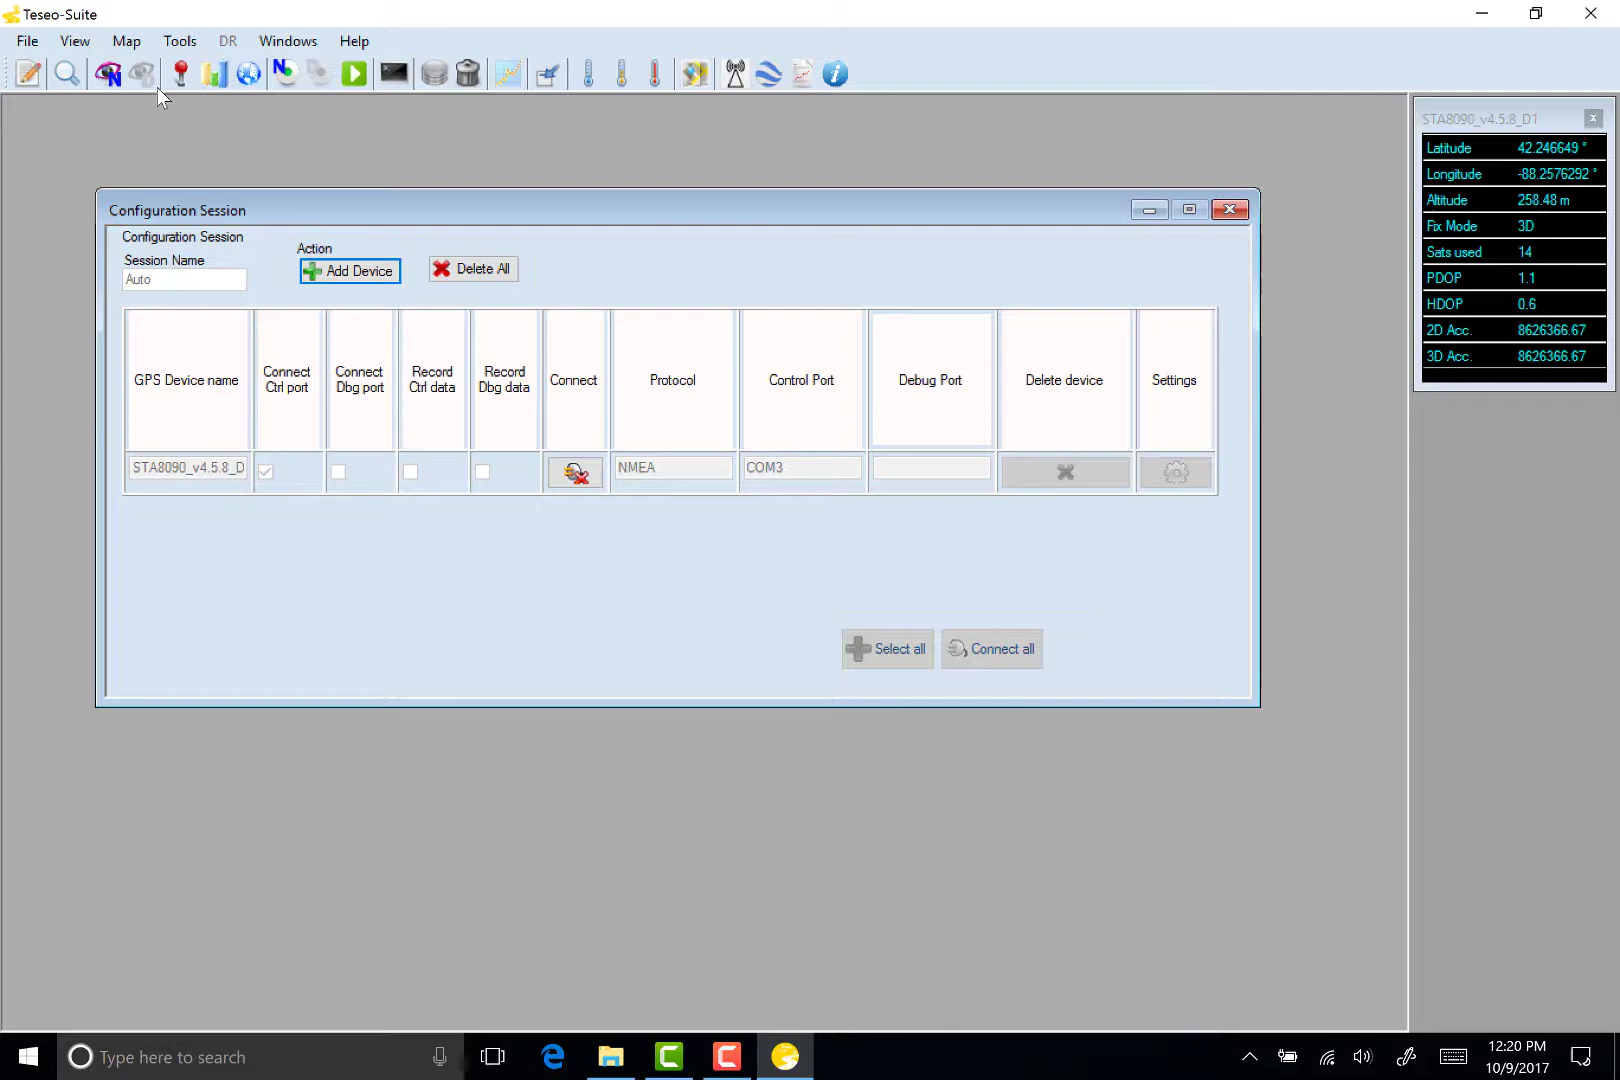 Teseo-Suite
File View Map Tools DR Windows Help
STA8090_v4.5.8_D1
Latitude 42.246649 °
Longitude -88.2576292 °
Altitude 258.48 m
Fix Mode 3D
Sats used 14
PDOP 1.1
HDOP 0.6
2D Acc. 8626366.67
3D Acc. 8626366.67
Configuration Session
Configuration Session
Session Name
Auto
Action
Add Device
Delete All
GPS Device name
Connect
Ctrl port
Connect
Dbg port
Record
Ctrl data
Record
Dbg data
Connect
Protocol
Control Port
Debug Port
Delete device
Settings
STA8090_v4.5.8_D
NMEA
COM3
Select all
Connect all
Type here to search
12:20 PM
10/9/2017